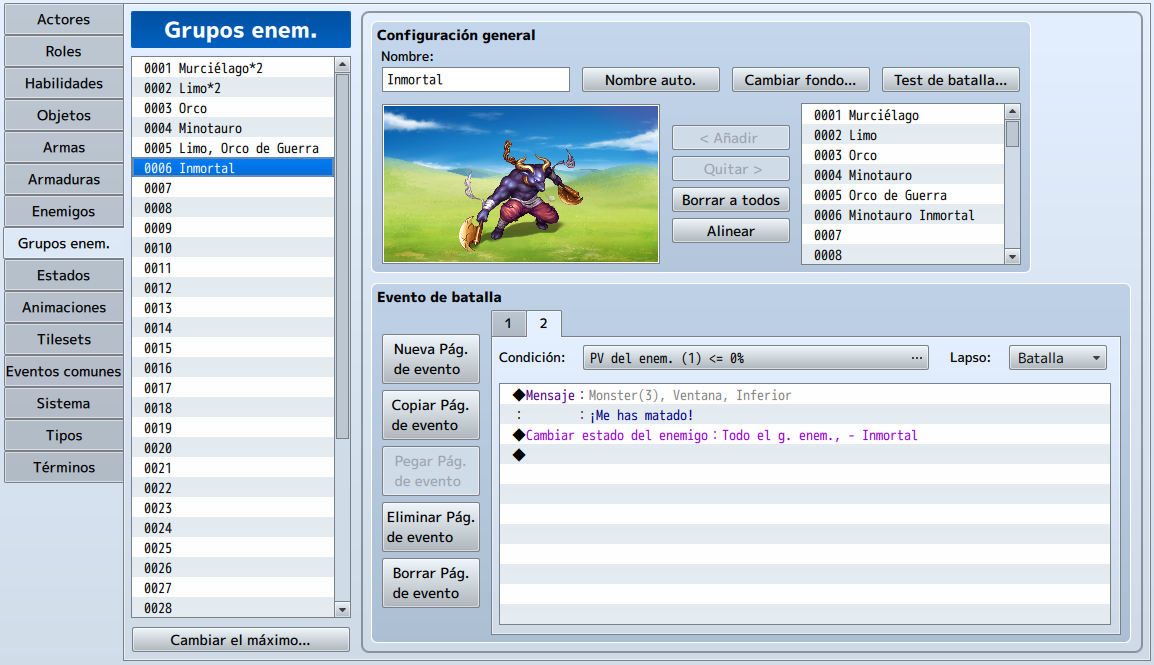 Actores
Roles
Habilidades
Objetos
Armas
Armaduras
Enemigos
Grupos enem.
Estados
Animaciones
Tilesets
Eventos comunes
Sistema
Tipos
Términos
Grupos enem.
0001 Murciélago*2
0002 Limo*2
0003 Orco
0004 Minotauro
0005 Limo, Orco de Guerra
0006 Inmortal
0007
0008
0009
0010
0011
0012
0013
0014
0015
0016
0017
0018
0019
0020
0021
0022
0023
0024
0025
0026
0027
0028
Cambiar el máximo...
Configuración general
Nombre:
Inmortal
Nombre auto.
Cambiar fondo...
Test de batalla...
< Añadir
Quitar >
Borrar a todos
Alinear
0001 Murciélago
0002 Limo
0003 Orco
0004 Minotauro
0005 Orco de Guerra
0006 Minotauro Inmortal
0007
0008
Evento de batalla
Nueva Pág.
de evento
Copiar Pág.
de evento
Pegar Pág.
de evento
Eliminar Pág.
de evento
Borrar Pág.
de evento
1
2
Condición:
PV del enem. (1) <= 0%
...
Lapso:
Batalla
◆Mensaje：Monster(3), Ventana, Inferior
：　　　：¡Me has matado!
◆Cambiar estado del enemigo：Todo el g. enem., - Inmortal
◆